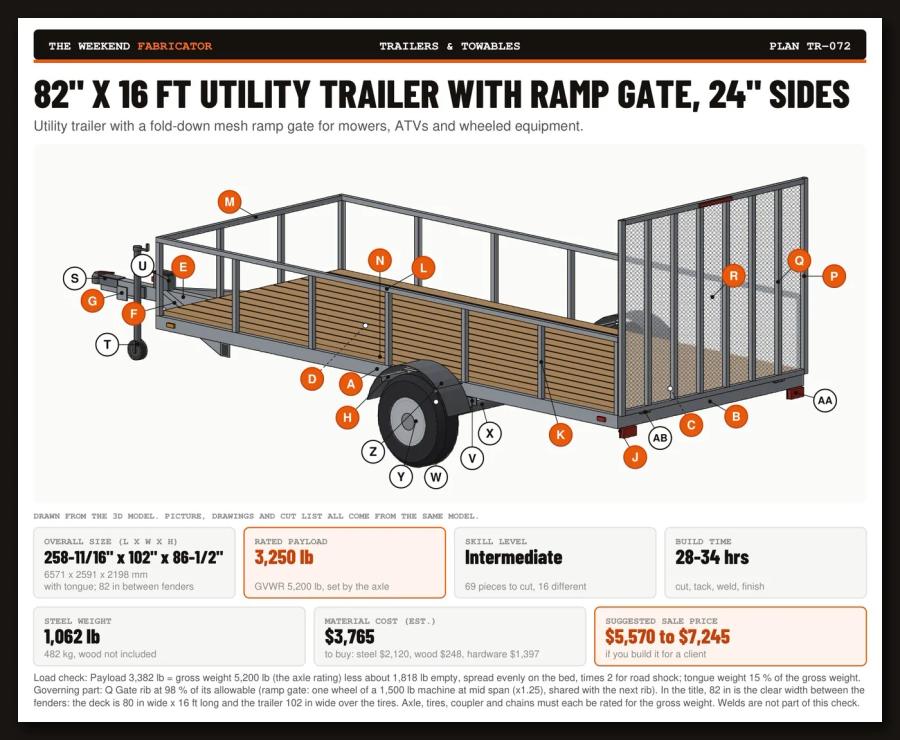 THE WEEKEND FABRICATOR
TRAILERS & TOWABLES
PLAN TR-072
82" X 16 FT UTILITY TRAILER WITH RAMP GATE, 24" SIDES
Utility trailer with a fold-down mesh ramp gate for mowers, ATVs and wheeled equipment.
M
N
L
U
E
S
G
F
T
Q
R
P
D
A
H
K
C
B
AA
AB
J
X
V
Z
Y
W
DRAWN FROM THE 3D MODEL. PICTURE, DRAWINGS AND CUT LIST ALL COME FROM THE SAME MODEL.
OVERALL SIZE (L X W X H)
258-11/16" x 102" x 86-1/2"
6571 x 2591 x 2198 mm
with tongue; 82 in between fenders
RATED PAYLOAD
3,250 lb
GVWR 5,200 lb, set by the axle
SKILL LEVEL
Intermediate
69 pieces to cut, 16 different
BUILD TIME
28-34 hrs
cut, tack, weld, finish
STEEL WEIGHT
1,062 lb
482 kg, wood not included
MATERIAL COST (EST.)
$3,765
to buy: steel $2,120, wood $248, hardware $1,397
SUGGESTED SALE PRICE
$5,570 to $7,245
if you build it for a client
Load check: Payload 3,382 lb = gross weight 5,200 lb (the axle rating) less about 1,818 lb empty, spread evenly on the bed, times 2 for road shock; tongue weight 15 % of the gross weight.
Governing part: Q Gate rib at 98 % of its allowable (ramp gate: one wheel of a 1,500 lb machine at mid span (x1.25), shared with the next rib). In the title, 82 in is the clear width between the
fenders: the deck is 80 in wide x 16 ft long and the trailer 102 in wide over the tires. Axle, tires, coupler and chains must each be rated for the gross weight. Welds are not part of this check.